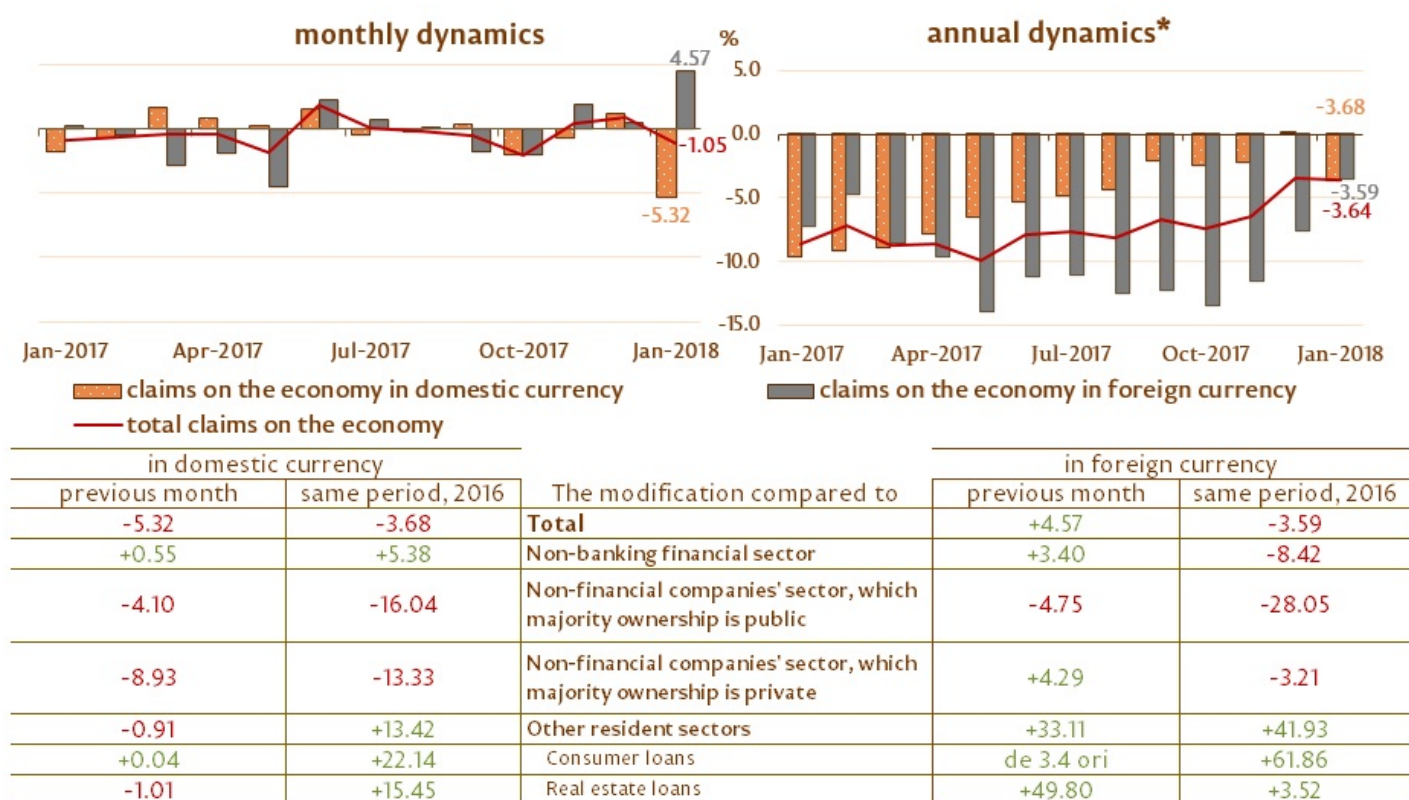 monthly dynamics
%
annual dynamics*
4.57
-1.05
-5.32
5.0
0.0
-5.0
-10.0
-15.0
-3.68
-3.59
-3.64
Jan-2017 Apr-2017 Jul-2017 Oct-2017 Jan-2018
Jan-2017 Apr-2017 Jul-2017 Oct-2017 Jan-2018
claims on the economy in domestic currency
claims on the economy in foreign currency
total claims on the economy
in domestic currency in foreign currency
previous month same period, 2016 The modification compared to previous month same period, 2016
-5.32 -3.68 Total +4.57 -3.59
+0.55 +5.38 Non-banking financial sector +3.40 -8.42
Non-financial companies' sector, which
-4.10 -16.04 majority ownership is public -4.75 -28.05
Non-financial companies' sector, which
-8.93 -13.33 majority ownership is private +4.29 -3.21
-0.91 +13.42 Other resident sectors +33.11 +41.93
+0.04 +22.14 Consumer loans de 3.4 ori +61.86
-1.01 +15.45 Real estate loans +49.80 +3.52